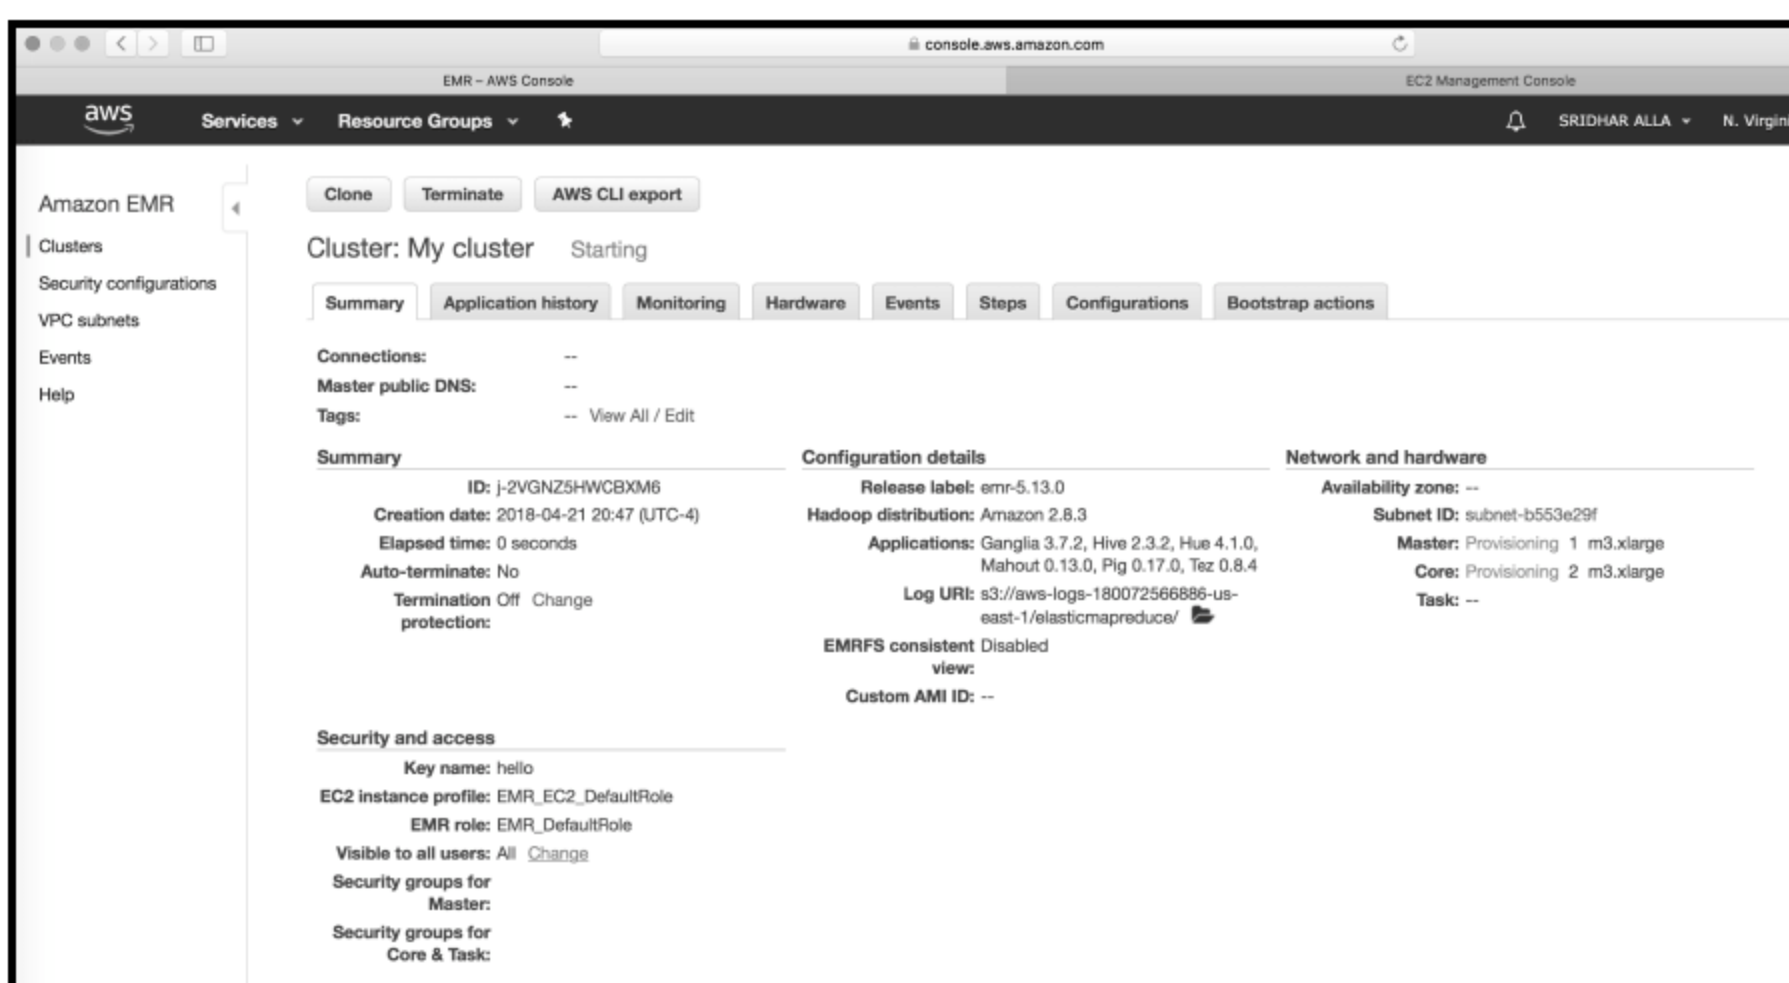 console.aws.amazon.com
EMR – AWS Console
EC2 Management Console
aws
Services
Resource Groups
SRIDHAR ALLA
N. Virgini
Amazon EMR
Clusters
Security configurations
VPC subnets
Events
Help
Clone
Terminate
AWS CLI export
Cluster: My cluster Starting
Summary
Application history
Monitoring
Hardware
Events
Steps
Configurations
Bootstrap actions
Connections: --
Master public DNS: --
Tags: -- View All / Edit
Summary
ID: j-2VGNZ5HWCBXM6
Creation date: 2018-04-21 20:47 (UTC-4)
Elapsed time: 0 seconds
Auto-terminate: No
Termination Off Change
protection:
Configuration details
Release label: emr-5.13.0
Hadoop distribution: Amazon 2.8.3
Applications: Ganglia 3.7.2, Hive 2.3.2, Hue 4.1.0,
Mahout 0.13.0, Pig 0.17.0, Tez 0.8.4
Log URI: s3://aws-logs-180072566886-us-
east-1/elasticmapreduce/
EMRFS consistent Disabled
view:
Custom AMI ID: --
Network and hardware
Availability zone: --
Subnet ID: subnet-b553e29f
Master: Provisioning 1 m3.xlarge
Core: Provisioning 2 m3.xlarge
Task: --
Security and access
Key name: hello
EC2 instance profile: EMR_EC2_DefaultRole
EMR role: EMR_DefaultRole
Visible to all users: All Change
Security groups for
Master:
Security groups for
Core & Task: